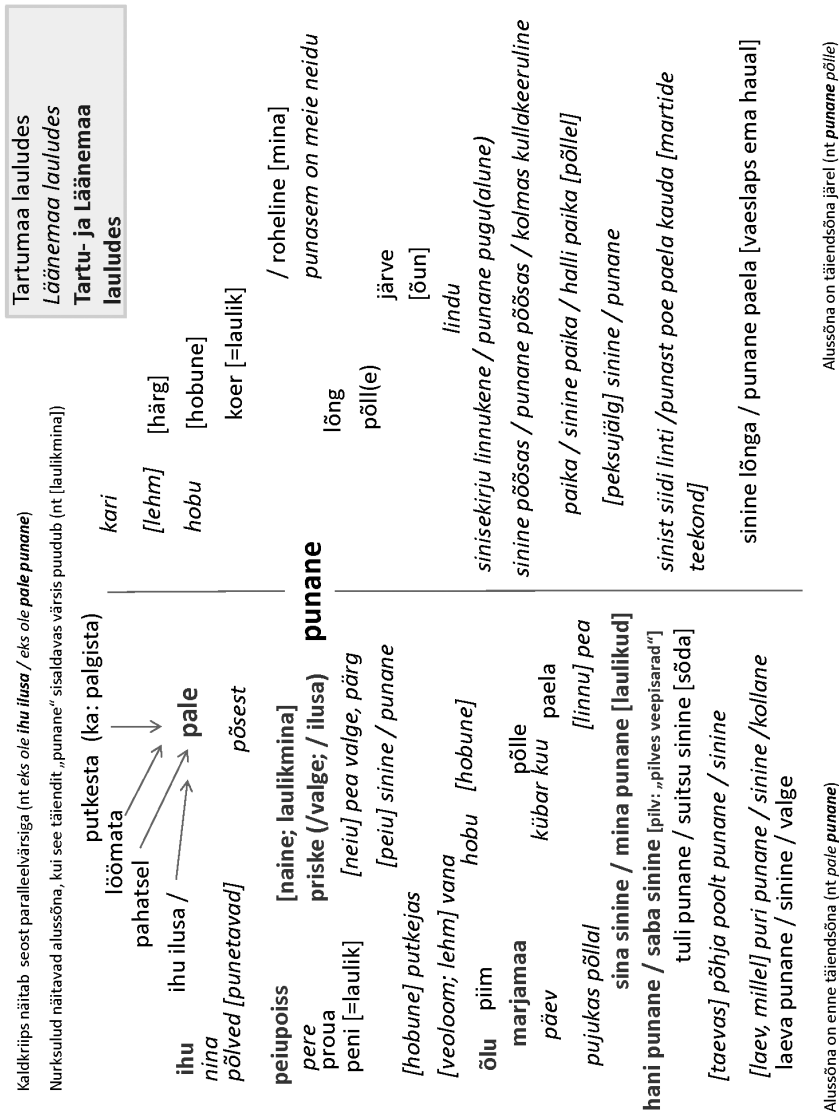 Kaldkriips näitab seost paralleelvärsiga (nt eks ole ihu ilusa / eks ole pale punane)
Nurksulud näitavad alussõna, kui see täiendit „punane“ sisaldavas värsis puudub (nt [laulikmina])
Tartumaa lauludes
Läänemaa lauludes
Tartu- ja Läänemaa
lauludes
putkesta (ka: palgista)
löömata
pahatsel
ihu ilusa /
pale
ihu
nina
põlved [punetavad]
põsest
peiupoiss
[naine; laulikmina]
pere
priske (/valge; / ilusa)
proua
peni [=laulik]
[neiu] pea valge, pärg
[peiu] sinine / punane
[hobune] putkejas
[veoloom; lehm] vana
hobu [hobune]
õlu piim
marjamaa
põlle
päev
kübar kuu
paela
pujukas põllal
[linnu] pea
sina sinine / mina punane [laulikud]
hani punane / saba sinine [pilv: „pilves veepisarad“]
tuli punane / suitsu sinine [sõda]
[taevas] põhja poolt punane / sinine
[laev, millel] puri punane / sinine /kollane
laeva punane / sinine / valge
punane
kari
[lehm] [härg]
hobu [hobune]
koer [=laulik]
/ roheline [mina]
punasem on meie neidu
lõng
põll(e)
järve
[õun]
lindu
sinisekirju linnukene / punane pugu(alune)
sinine põõsas / punane põõsas / kolmas kullakeeruline
paika / sinine paika / halli paika [põllel]
[peksujälg] sinine / punane
sinist siidi linti /punast poe paela kauda [martide
teekond]
sinine lõnga / punane paela [vaeslaps ema haual]
Alussõna on enne täiendsõna (nt pale punane)
Alussõna on täiendsõna järel (nt punane põlle)